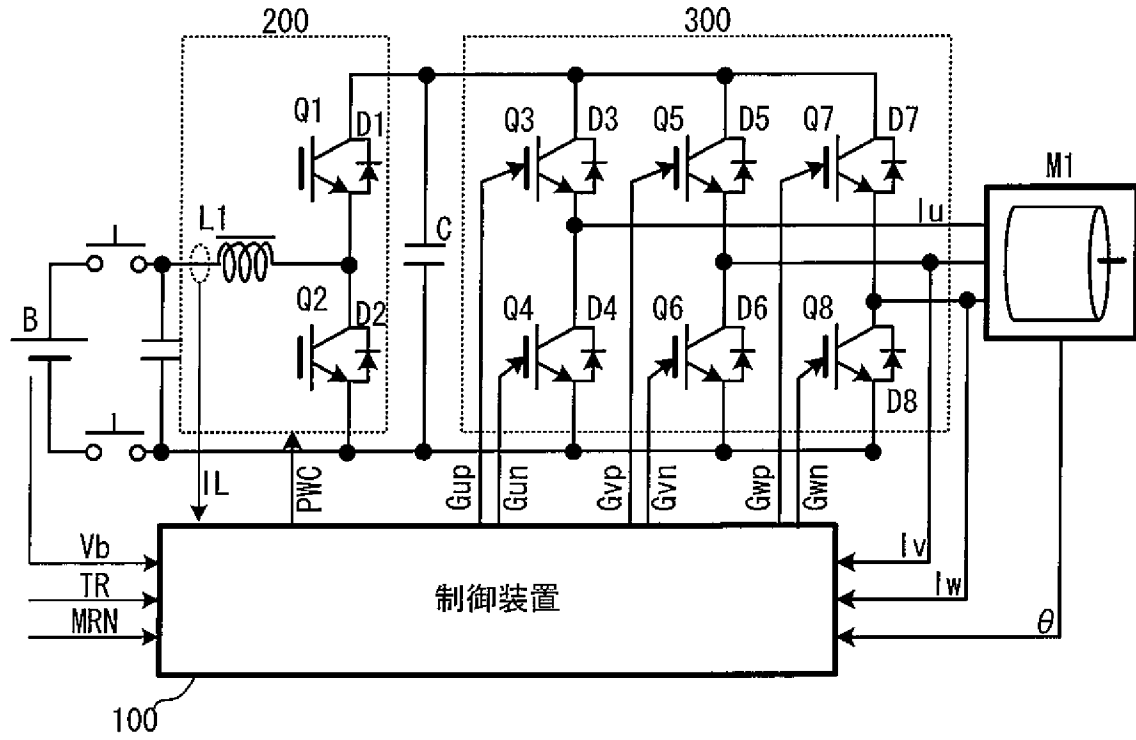 200
300
Q1
D1
Q3
D3
Q5
D5
Q7
D7
M1
L1
C
Iu
B
Q2
D2
Q4
D4
Q6
D6
Q8
D8
IL
PWC
Gup
Gun
Gvp
Gvn
Gwp
Gwn
Vb
TR
MRN
制御装置
Iv
Iw
θ
100